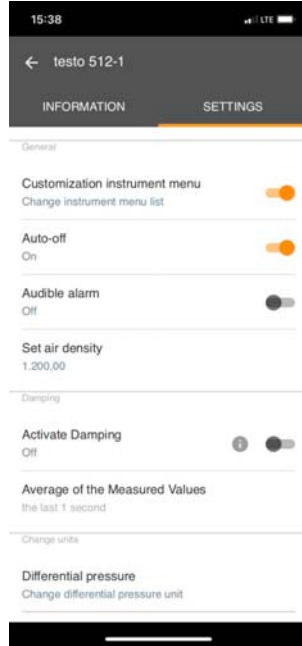 15:38
LTE
testo 512-1
INFORMATION
SETTINGS
General
Customization instrument menu
Change instrument menu list
Auto-off
On
Audible alarm
Off
Set air density
1.200,00
Damping
Activate Damping
Off
Average of the Measured Values
the last 1 second
Change units
Differential pressure
Change differential pressure unit